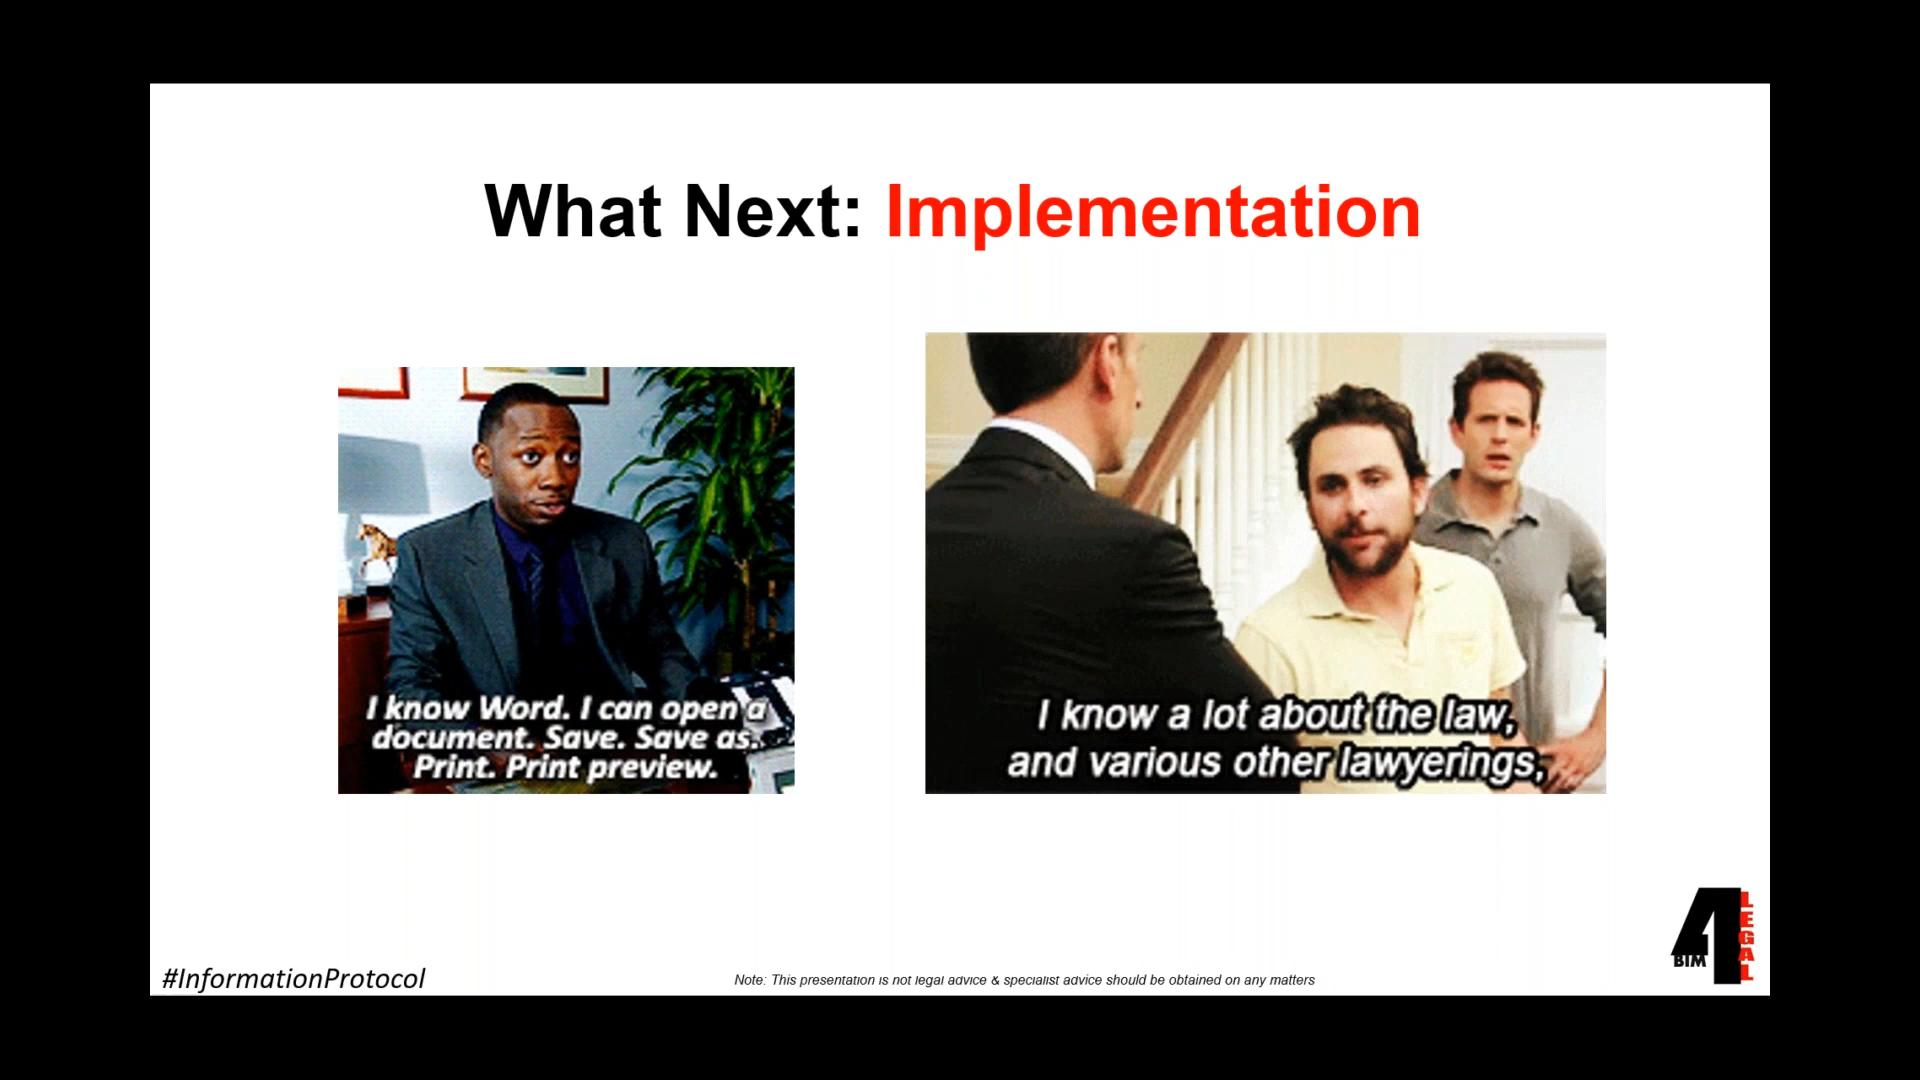 What Next: Implementation
I know Word. I can open a
document. Save. Save as.
Print. Print preview.
I know a lot about the law,
and various other lawyerings,
#InformationProtocol
Note: This presentation is not legal advice & specialist advice should be obtained on any matters
BIM
4
LEGAL